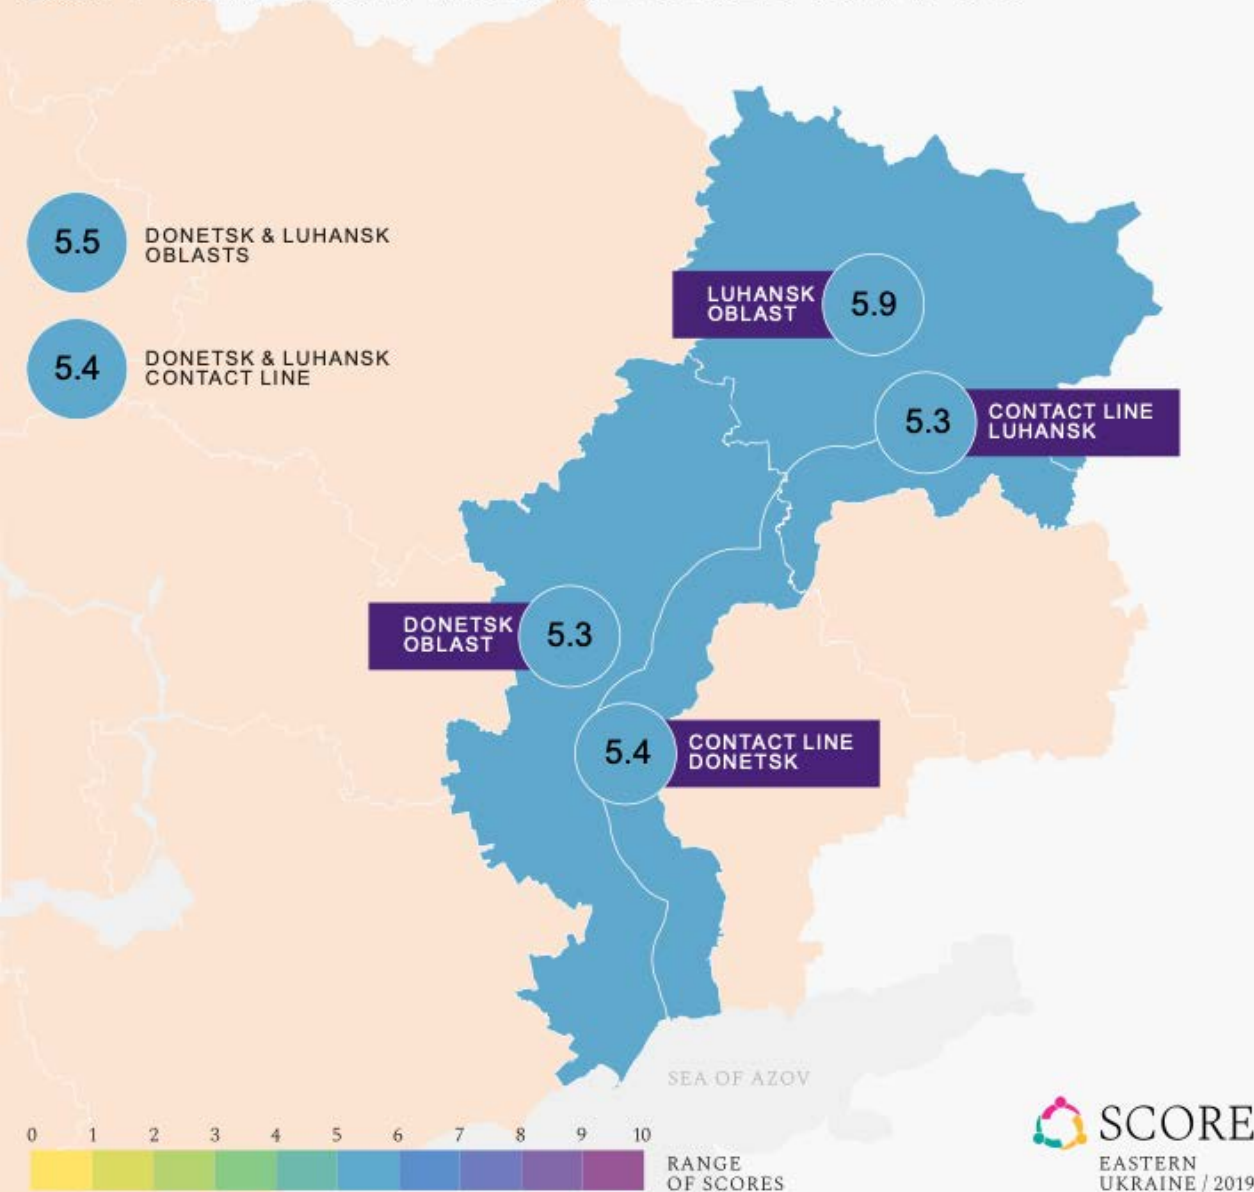 5.5
DONETSK & LUHANSK
OBLASTS
5.4
DONETSK & LUHANSK
CONTACT LINE
LUHANSK
OBLAST
5.9
5.3
CONTACT LINE
LUHANSK
DONETSK
OBLAST
5.3
5.4
CONTACT LINE
DONETSK
SEA OF AZOV
0 1 2 3 4 5 6 7 8 9 10
RANGE
OF SCORES
SCORE
EASTERN
UKRAINE / 2019